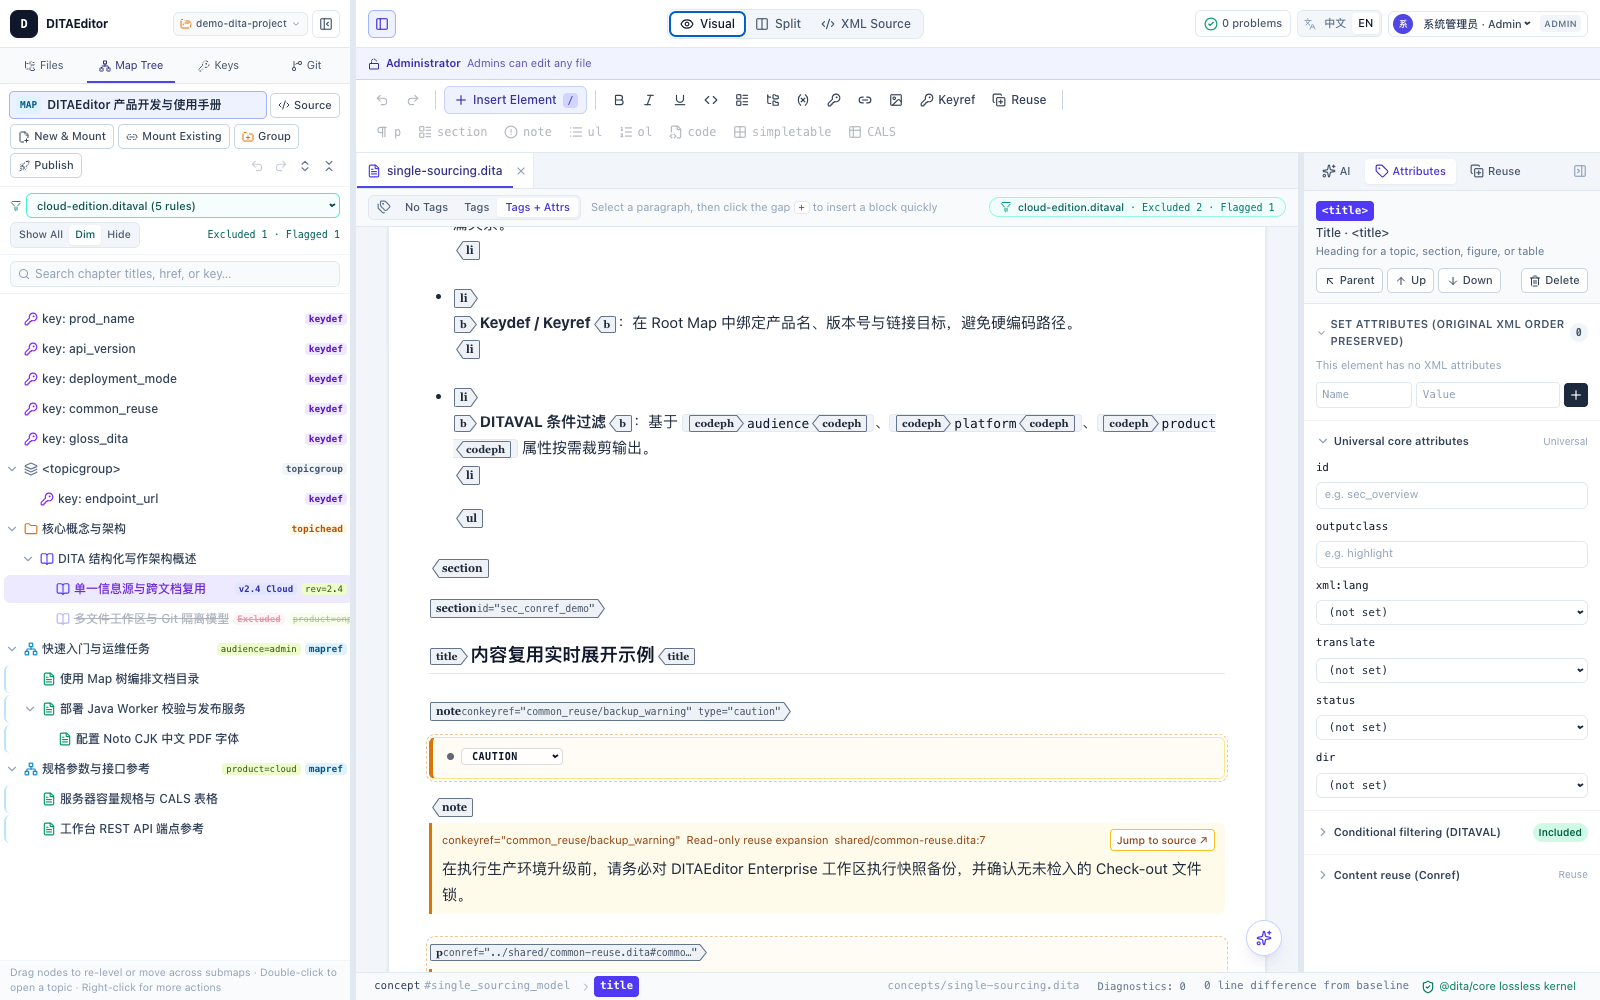 D DITAEditor demo-dita-project
Files Map Tree Keys Git
MAP DITAEditor 产品开发与使用手册 Source
New & Mount Mount Existing Group
Publish
cloud-edition.ditaval (5 rules)
Show All Dim Hide Excluded 1 · Flagged 1
Search chapter titles, href, or key...
key: prod_name keydef
key: api_version keydef
key: deployment_mode keydef
key: common_reuse keydef
key: gloss_dita keydef
<topicgroup> topicgroup
key: endpoint_url keydef
核心概念与架构 topichead
DITA 结构化写作架构概述
单一信息源与跨文档复用 v2.4 Cloud rev=2.4
多文件工作区与 Git 隔离模型 Excluded
快速入门与运维任务 audience=admin mapref
使用 Map 树编排文档目录
部署 Java Worker 校验与发布服务
配置 Noto CJK 中文 PDF 字体
规格参数与接口参考 product=cloud mapref
服务器容量规格与 CALS 表格
工作台 REST API 端点参考
Drag nodes to re-level or move across submaps · Double-click to
open a topic · Right-click for more actions
Visual Split XML Source
0 problems 中文 EN 系 系统管理员 · Admin ADMIN
Administrator Admins can edit any file
Insert Element / B I U Keyref Reuse
p section note ul ol code simpletable CALS
single-sourcing.dita
No Tags Tags Tags + Attrs Select a paragraph, then click the gap + to insert a block quickly cloud-edition.ditaval · Excluded 2 · Flagged 1
li
li
b Keydef / Keyref b ：在 Root Map 中绑定产品名、版本号与链接目标，避免硬编码路径。
li
li
b DITAVAL 条件过滤 b ：基于 codeph audience codeph 、 codeph platform codeph 、 codeph product
codeph 属性按需裁剪输出。
li
ul
section
section id="sec_conref_demo"
title 内容复用实时展开示例 title
note conkeyref="common_reuse/backup_warning" type="caution"
CAUTION
note
conkeyref="common_reuse/backup_warning" Read-only reuse expansion shared/common-reuse.dita:7 Jump to source
在执行生产环境升级前，请务必对 DITAEditor Enterprise 工作区执行快照备份，并确认无未检入的 Check-out 文件
锁。
p conref="../shared/common-reuse.dita#commo…"
concept #single_sourcing_model title
concepts/single-sourcing.dita Diagnostics: 0 0 line difference from baseline @dita/core lossless kernel
AI Attributes Reuse
<title>
Title · <title>
Heading for a topic, section, figure, or table
Parent Up Down Delete
SET ATTRIBUTES (ORIGINAL XML ORDER
PRESERVED) 0
This element has no XML attributes
Name Value +
Universal core attributes Universal
id
e.g. sec_overview
outputclass
e.g. highlight
xml:lang
(not set)
translate
(not set)
status
(not set)
dir
(not set)
Conditional filtering (DITAVAL) Included
Content reuse (Conref) Reuse